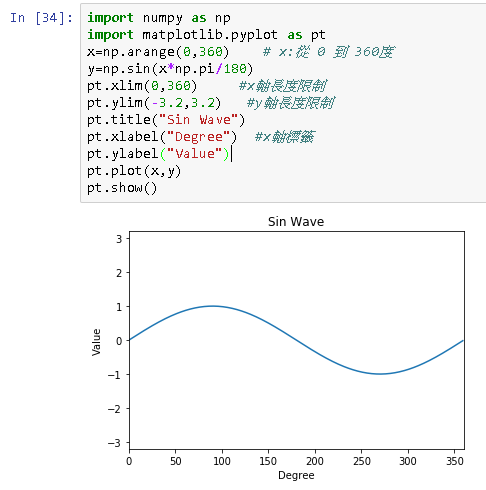 In [34]:
import numpy as np
import matplotlib.pyplot as pt
x=np.arange(0,360)    # x:從 0 到 360度
y=np.sin(x*np.pi/180)
pt.xlim(0,360)     #x軸長度限制
pt.ylim(-3.2,3.2)   #y軸長度限制
pt.title("Sin Wave")
pt.xlabel("Degree")  #x軸標籤
pt.ylabel("Value")
pt.plot(x,y)
pt.show()
Sin Wave
3
2
1
0
−1
−2
−3
Value
0 50 100 150 200 250 300 350
Degree